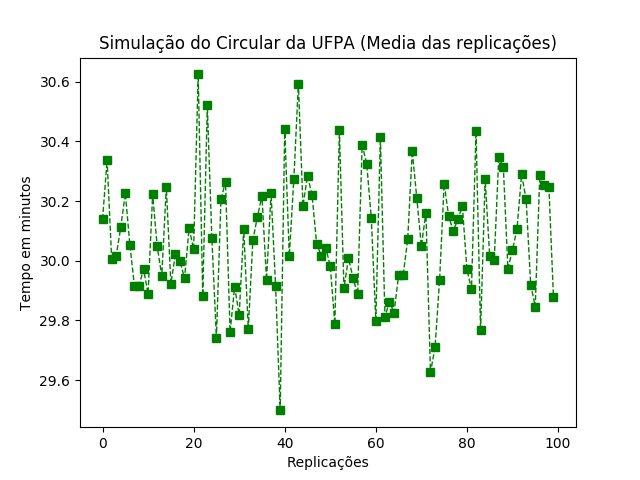 Simulação do Circular da UFPA (Media das replicações)
30.6
30.4
30.2
30.0
29.8
29.6
Tempo em minutos
0 20 40 60 80 100
Replicações